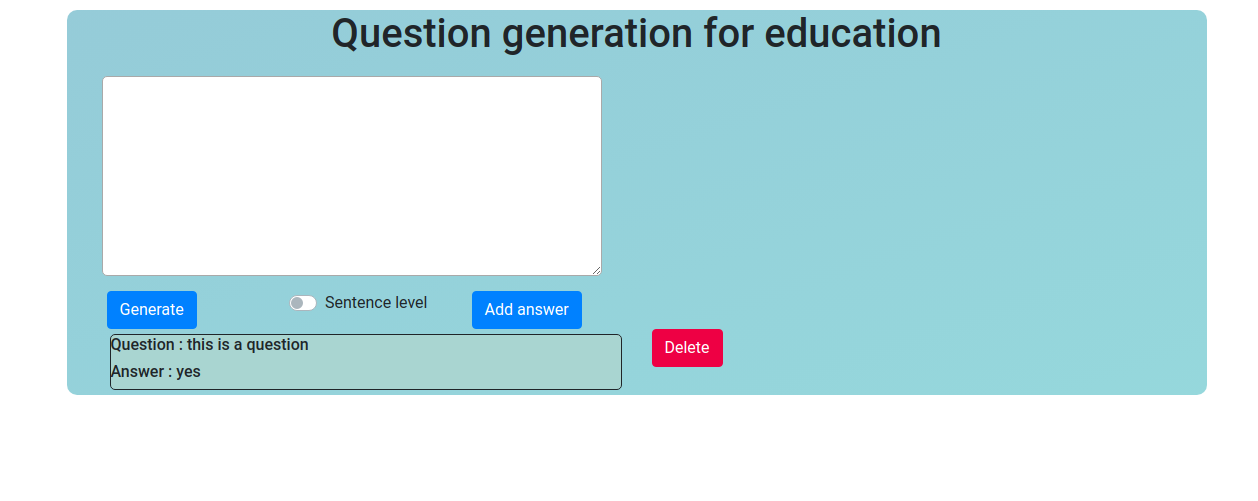 Question generation for education
Generate
Sentence level
Add answer
Question : this is a question
Delete
Answer : yes